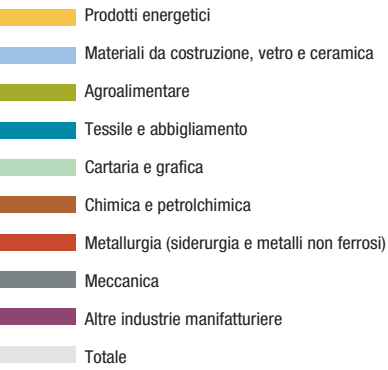 Prodotti energetici
Materiali da costruzione, vetro e ceramica
Agroalimentare
Tessile e abbigliamento
Cartaria e grafica
Chimica e petrolchimica
Metallurgia (siderurgia e metalli non ferrosi)
Meccanica
Altre industrie manifatturiere
Totale